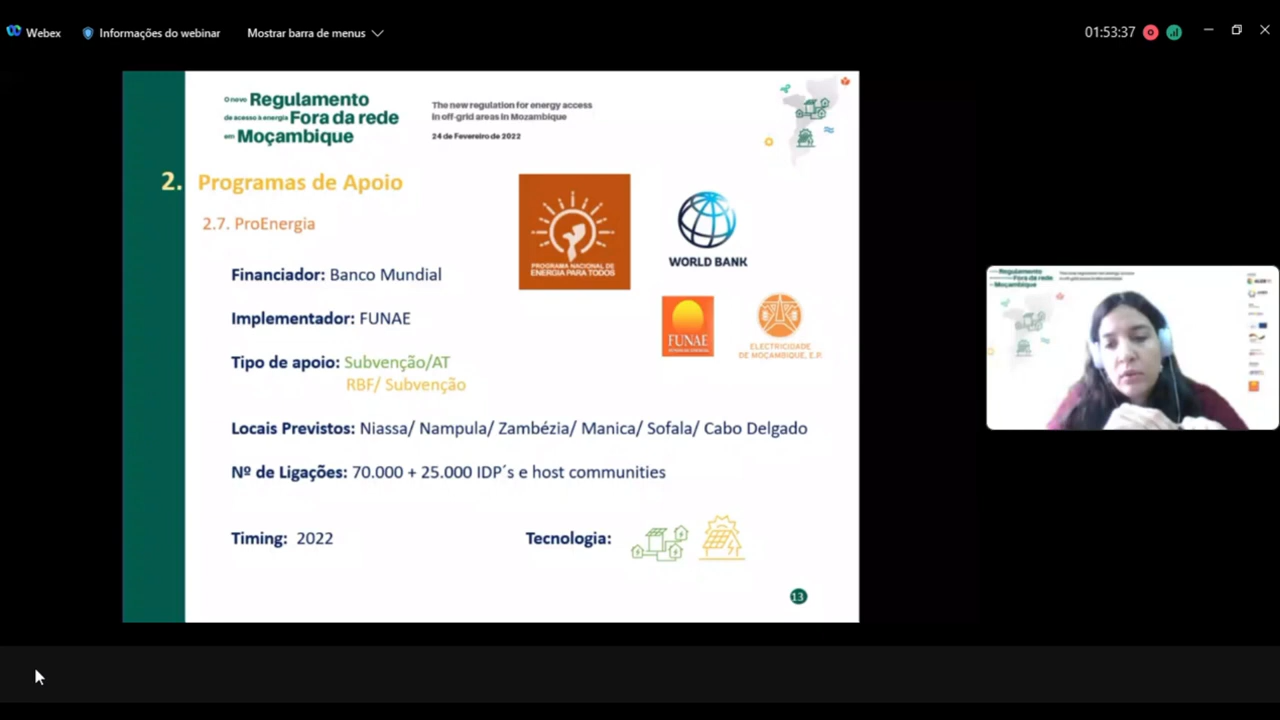 Webex
Informações do webinar
Mostrar barra de menus
01:53:37
O novo Regulamento
de acesso à energia Fora da rede
em Moçambique
The new regulation for energy access
in off-grid areas in Mozambique
24 de Fevereiro de 2022
2. Programas de Apoio
2.7. ProEnergia
PROGRAMA NACIONAL DE
ENERGIA PARA TODOS
WORLD BANK
Financiador: Banco Mundial
Implementador: FUNAE
FUNAE
ELECTRICIDADE
DE MOÇAMBIQUE, E.P.
Tipo de apoio: Subvenção/AT
RBF/ Subvenção
Locais Previstos: Niassa/ Nampula/ Zambézia/ Manica/ Sofala/ Cabo Delgado
Nº de Ligações: 70.000 + 25.000 IDP´s e host communities
Timing: 2022
Tecnologia:
13
Regulamento
Fora da rede
Moçambique